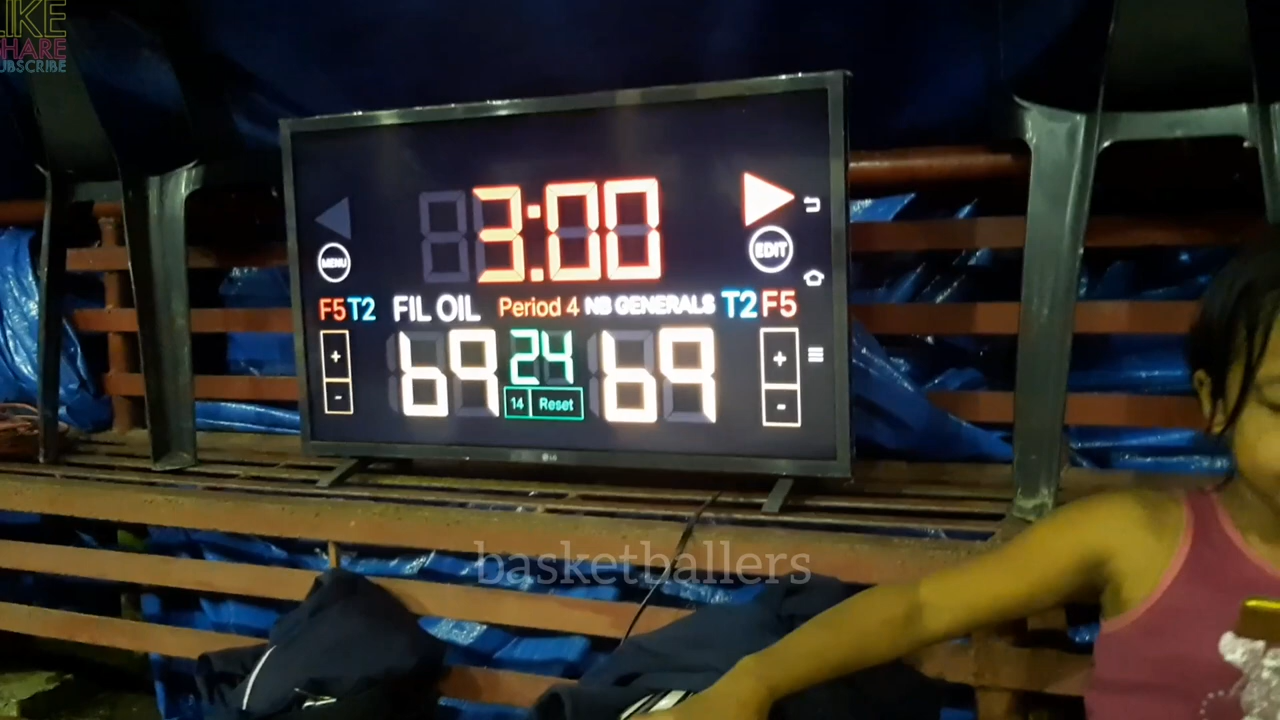 LIKE
SHARE
SUBSCRIBE
3:00
MENU
EDIT
F5 T2 FIL OIL Period 4 NB GENERALS T2 F5
+ 69 24 69 +
- 14 Reset -
LG
basketballers